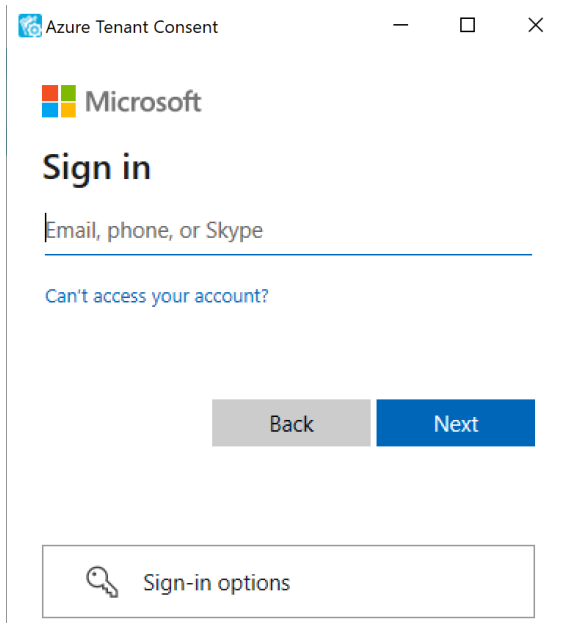 Azure Tenant Consent
Microsoft
Sign in
Email, phone, or Skype
Can't access your account?
Back Next
Sign-in options